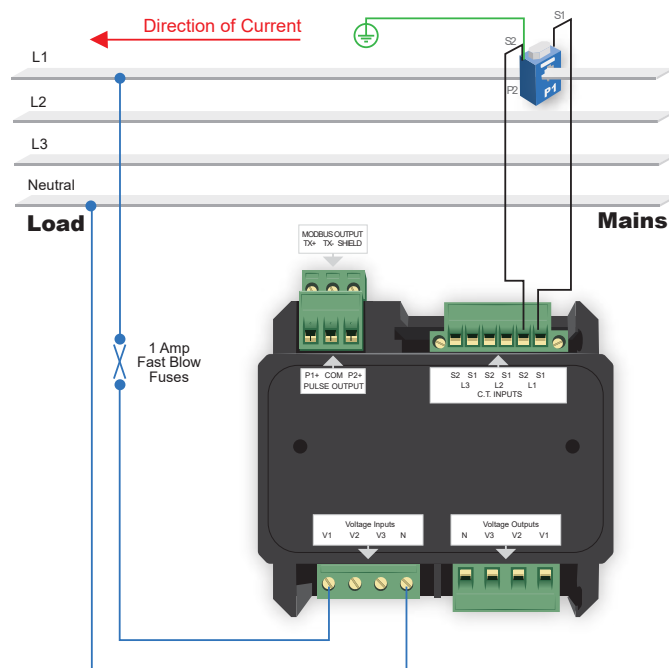 Direction of Current
S1
S2
L1
P2
P1
L2
L3
Neutral
Load
Mains
MODBUS OUTPUT
TX+ TX- SHIELD
1 Amp
Fast Blow
Fuses
P1+ COM P2+
PULSE OUTPUT
S2 S1 S2 S1 S2 S1
L3 L2 L1
C.T. INPUTS
Voltage Inputs
V1 V2 V3 N
Voltage Outputs
N V3 V2 V1